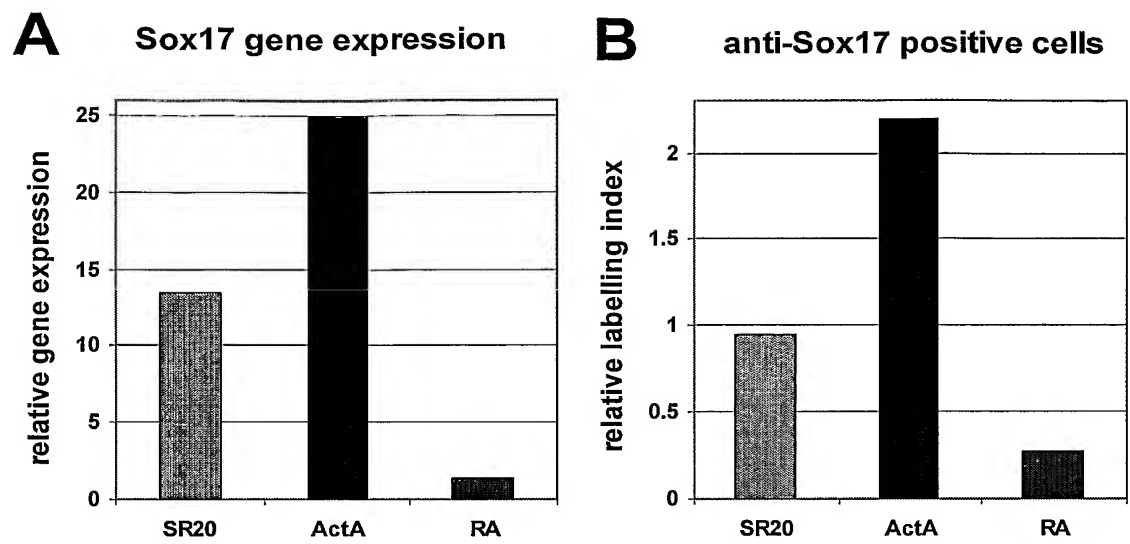 A
Sox17 gene expression
relative gene expression
25
20
15
10
5
0
SR20 ActA RA
B
anti-Sox17 positive cells
relative labelling index
2
1.5
1
0.5
0
SR20 ActA RA